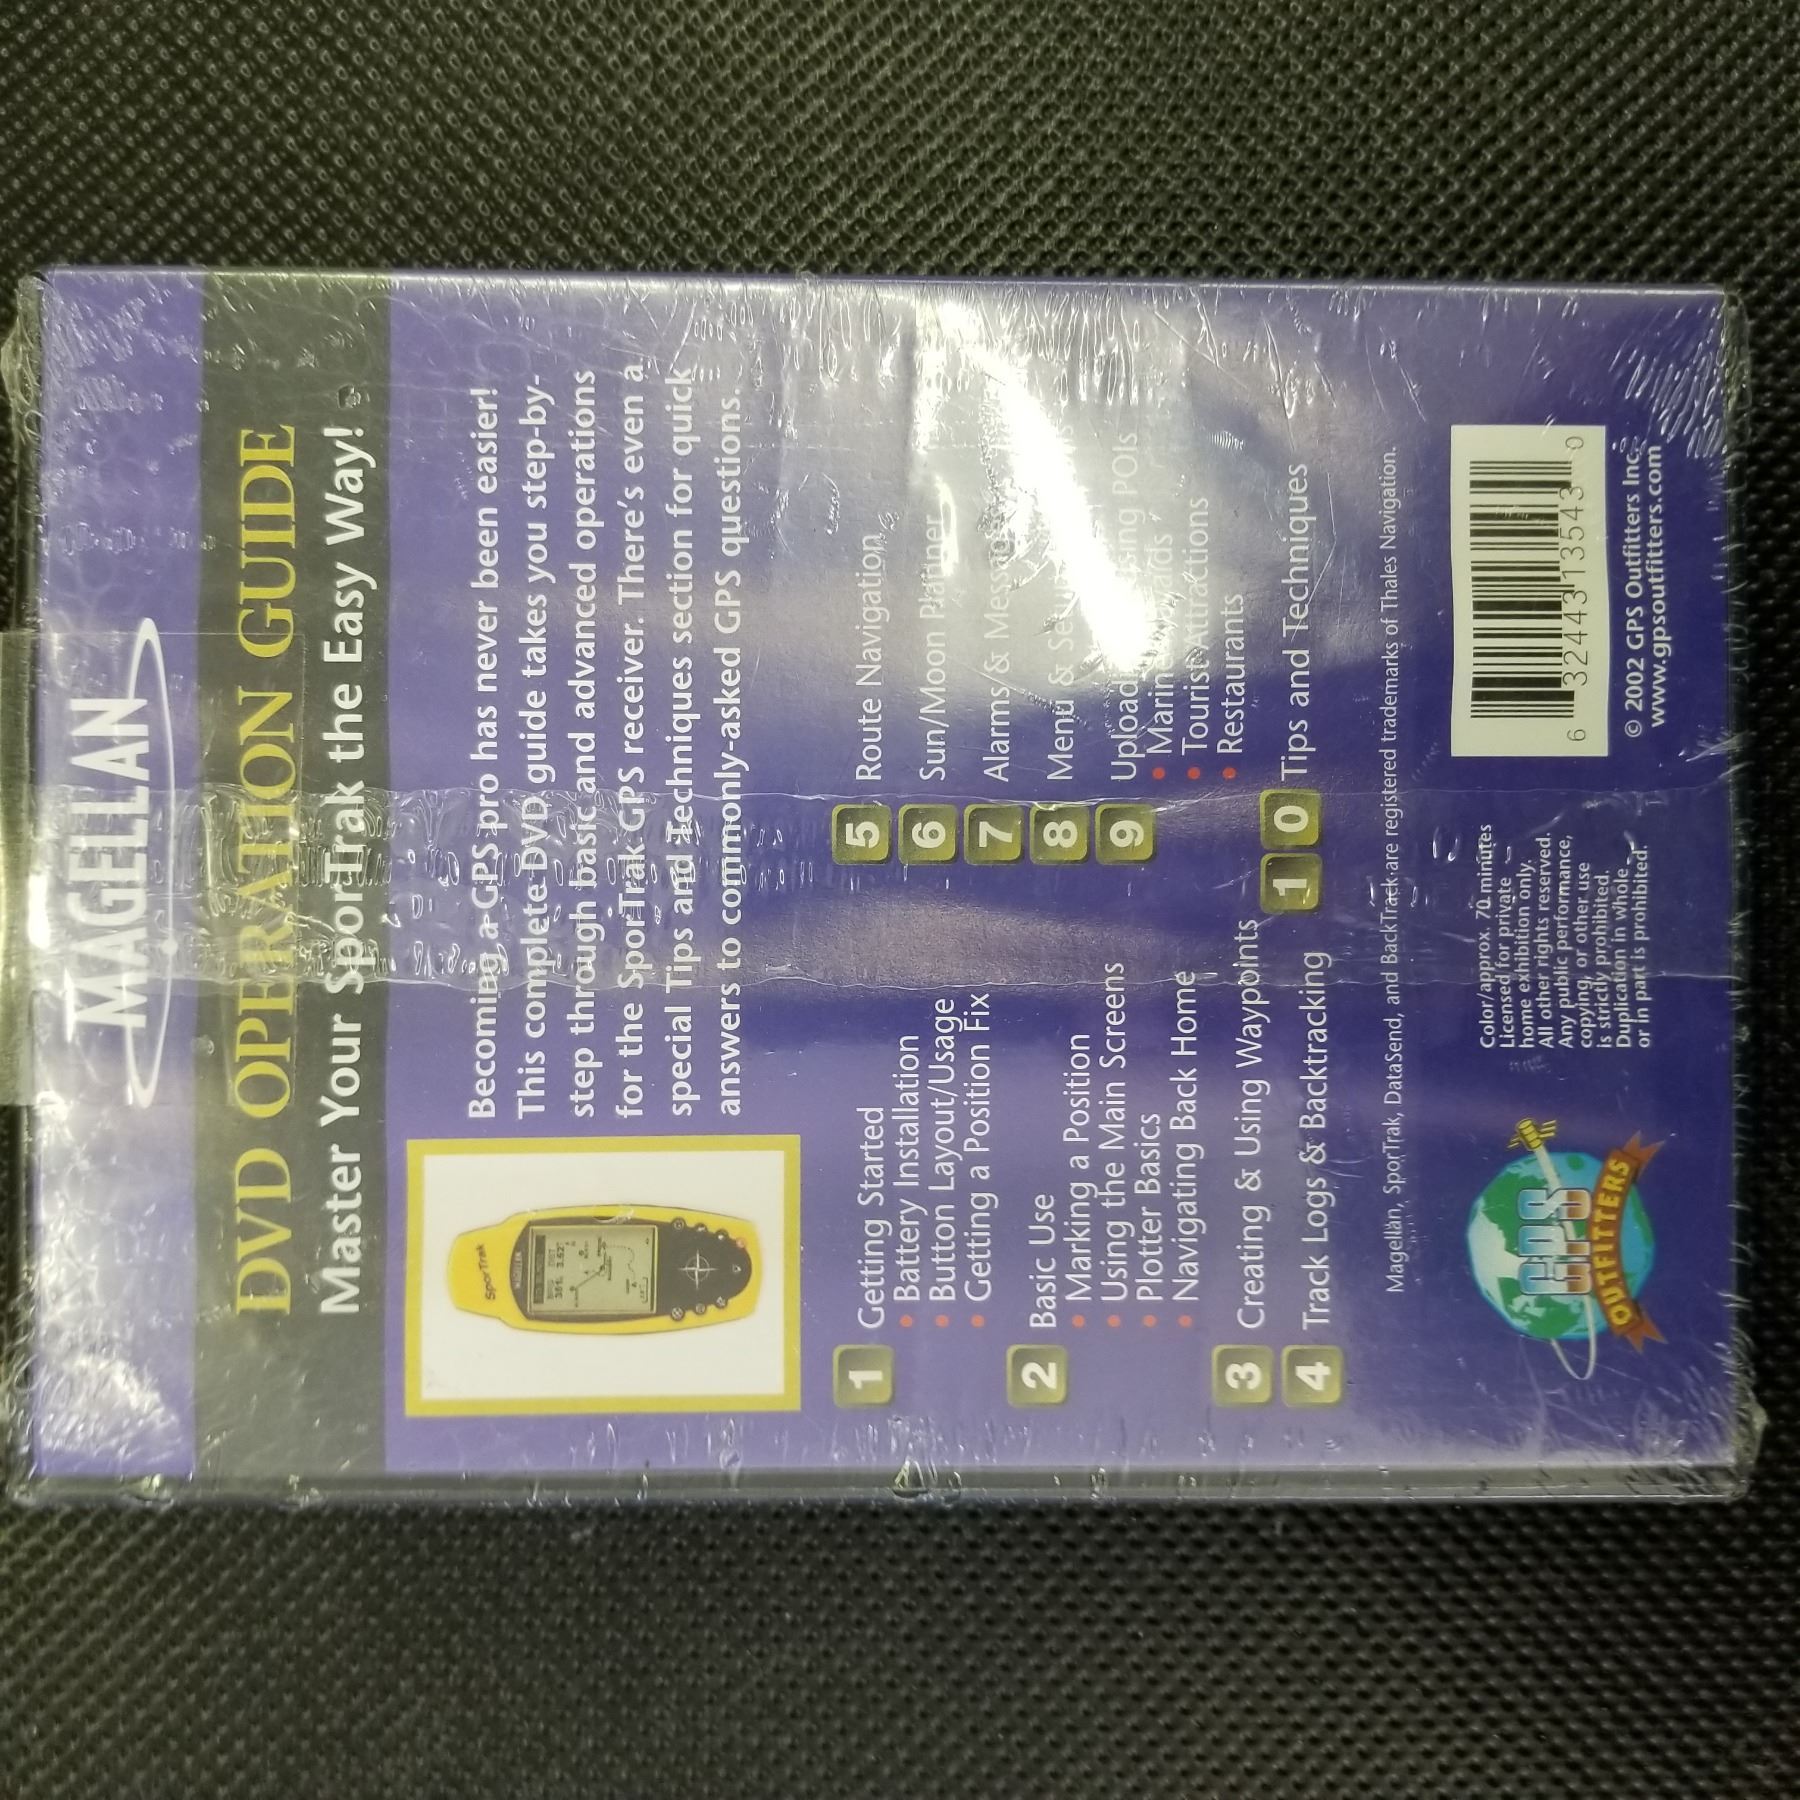 MAGELLAN
DVD OPERATION GUIDE
Master Your SporTrak the Easy Way!
SporTrak
MAGELLAN
Becoming a GPS pro has never been easier!
This complete DVD guide takes you step-by-
step through basic and advanced operations
for the SporTrak GPS receiver. There's even a
special Tips and Techniques section for quick
answers to commonly-asked GPS questions.
1 Getting Started
• Battery Installation
• Button Layout/Usage
• Getting a Position Fix
2 Basic Use
• Marking a Position
• Using the Main Screens
• Plotter Basics
• Navigating Back Home
3 Creating & Using Waypoints
4 Track Logs & Backtracking
5 Route Navigation
6 Sun/Moon Planner
7 Alarms &
8 Menu &
9 POIs
•
• Tourist Attractions
• Restaurants
10 Tips and Techniques
Magellan, SporTrak, DataSend, and BackTrack are registered trademarks of Thales Navigation.
GPS
OUTFITTERS
Color/approx. 70 minutes
Licensed for private
home exhibition only.
All other rights reserved.
Any public performance,
copying, or other use
is strictly prohibited.
Duplication in whole
or in part is prohibited.
6 32443 13543 0
© 2002 GPS Outfitters Inc.
www.gpsoutfitters.com